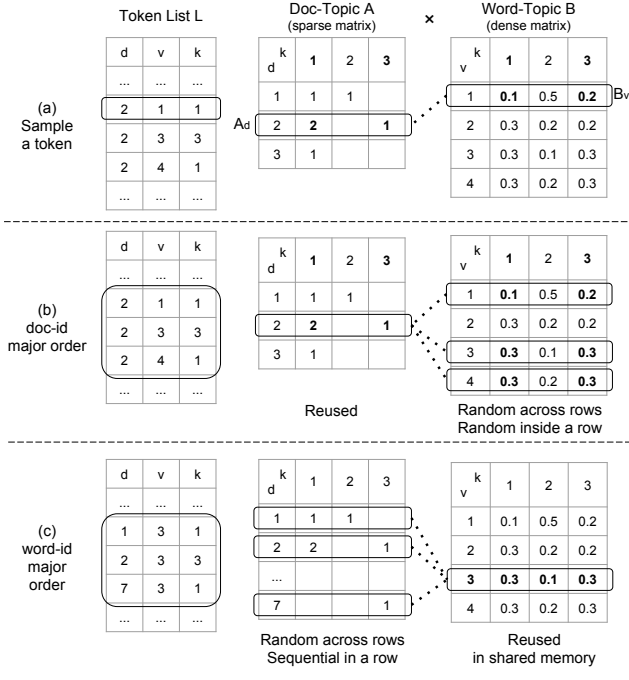 Token List L
Doc-Topic A
(sparse matrix)
×
Word-Topic B
(dense matrix)
(a)
Sample
a token
d v k
... ... ...
2 1 1
2 3 3
2 4 1
... ... ...
k
d 1 2 3
1 1 1
Ad 2 2 1
3 1
k
v 1 2 3
1 0.1 0.5 0.2 Bv
2 0.3 0.2 0.2
3 0.3 0.1 0.3
4 0.3 0.2 0.3
(b)
doc-id
major order
d v k
... ... ...
2 1 1
2 3 3
2 4 1
... ... ...
k
d 1 2 3
1 1 1
2 2 1
3 1
Reused
k
v 1 2 3
1 0.1 0.5 0.2
2 0.3 0.2 0.2
3 0.3 0.1 0.3
4 0.3 0.2 0.3
Random across rows
Random inside a row
(c)
word-id
major
order
d v k
... ... ...
1 3 1
2 3 3
7 3 1
... ... ...
k
d 1 2 3
1 1 1
2 2 1
...
7 1
Random across rows
Sequential in a row
k
v 1 2 3
1 0.1 0.5 0.2
2 0.3 0.2 0.2
3 0.3 0.1 0.3
4 0.3 0.2 0.3
Reused
in shared memory